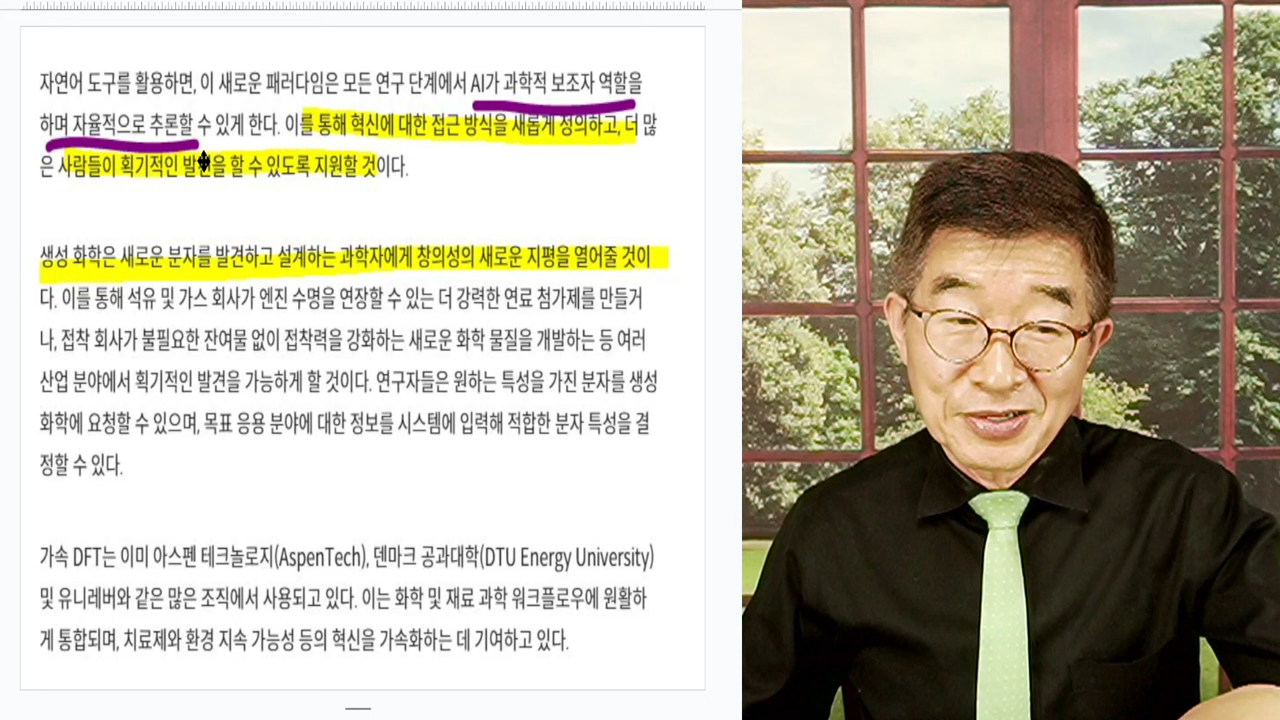 자연어 도구를 활용하면, 이 새로운 패러다임은 모든 연구 단계에서 AI가 과학적 보조자 역할을
하며 자율적으로 추론할 수 있게 한다. 이를 통해 혁신에 대한 접근 방식을 새롭게 정의하고, 더 많
은 사람들이 획기적인 발견을 할 수 있도록 지원할 것이다.
생성 화학은 새로운 분자를 발견하고 설계하는 과학자에게 창의성의 새로운 지평을 열어줄 것이
다. 이를 통해 석유 및 가스 회사가 엔진 수명을 연장할 수 있는 더 강력한 연료 첨가제를 만들거
나, 접착 회사가 불필요한 잔여물 없이 접착력을 강화하는 새로운 화학 물질을 개발하는 등 여러
산업 분야에서 획기적인 발견을 가능하게 할 것이다. 연구자들은 원하는 특성을 가진 분자를 생성
화학에 요청할 수 있으며, 목표 응용 분야에 대한 정보를 시스템에 입력해 적합한 분자 특성을 결
정할 수 있다.
가속 DFT는 이미 아스펜 테크놀로지(AspenTech), 덴마크 공과대학(DTU Energy University)
및 유니레버와 같은 많은 조직에서 사용되고 있다. 이는 화학 및 재료 과학 워크플로우에 원활하
게 통합되며, 치료제와 환경 지속 가능성 등의 혁신을 가속화하는 데 기여하고 있다.